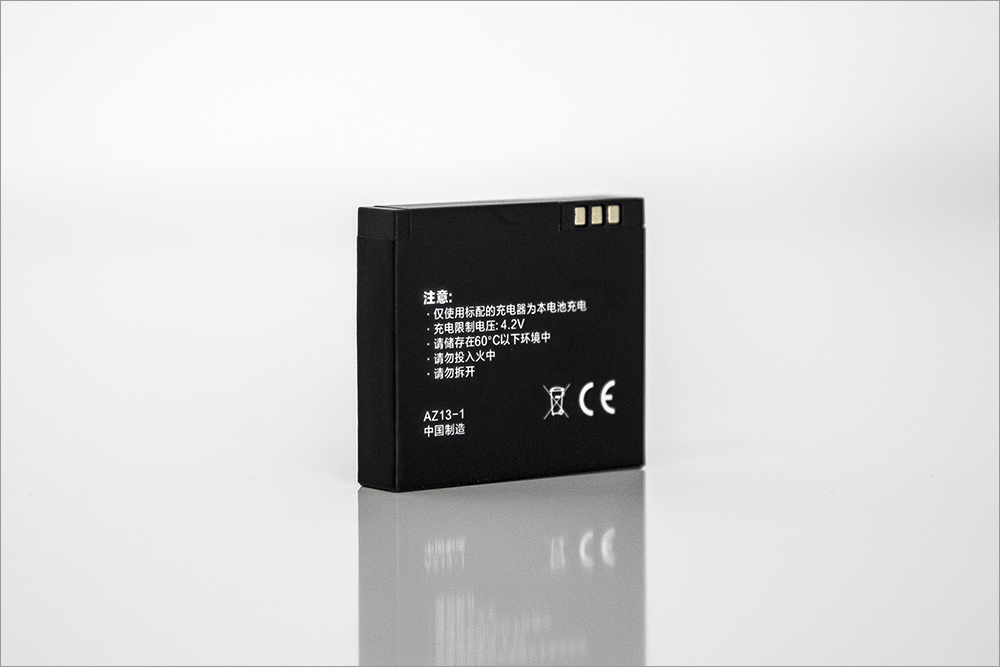 注意:
· 仅使用标配的充电器为本电池充电
· 充电限制电压: 4.2V
· 请储存在60°C以下环境中
· 请勿投入火中
· 请勿拆开
CE
AZ13-1
中国制造